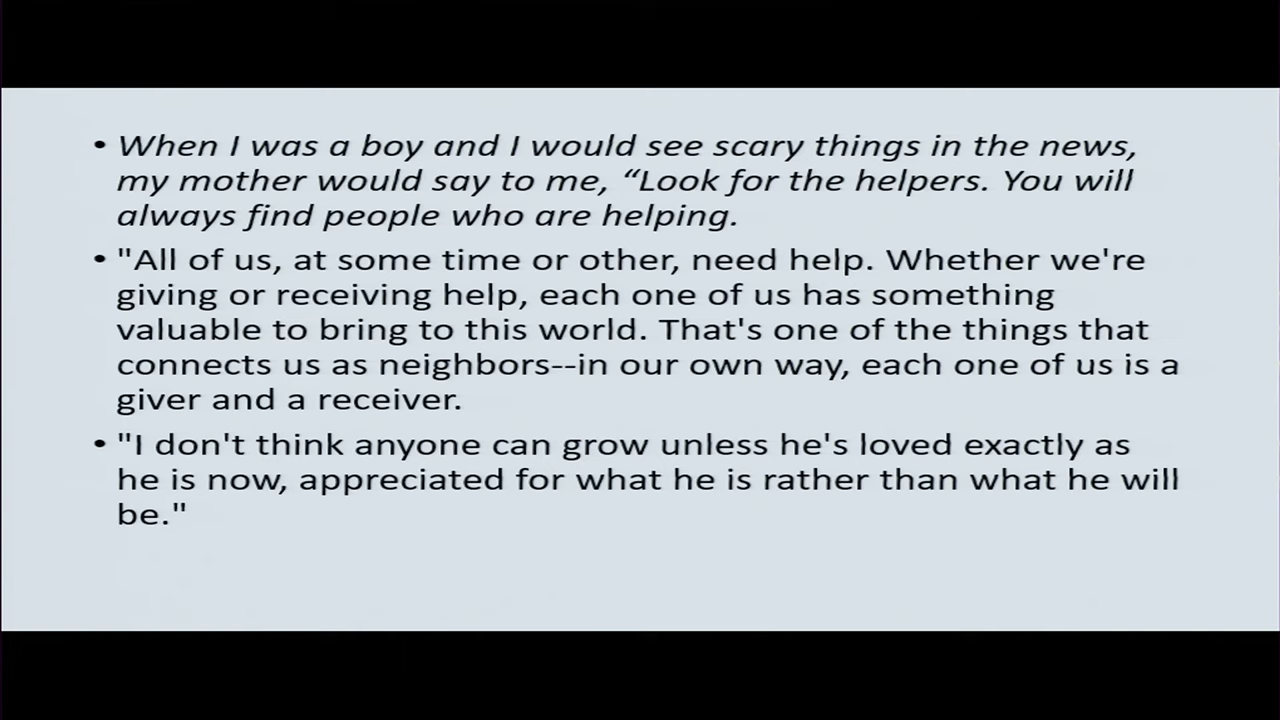 • When I was a boy and I would see scary things in the news,
my mother would say to me, “Look for the helpers. You will
always find people who are helping.
• "All of us, at some time or other, need help. Whether we're
giving or receiving help, each one of us has something
valuable to bring to this world. That's one of the things that
connects us as neighbors--in our own way, each one of us is a
giver and a receiver.
• "I don't think anyone can grow unless he's loved exactly as
he is now, appreciated for what he is rather than what he will
be."